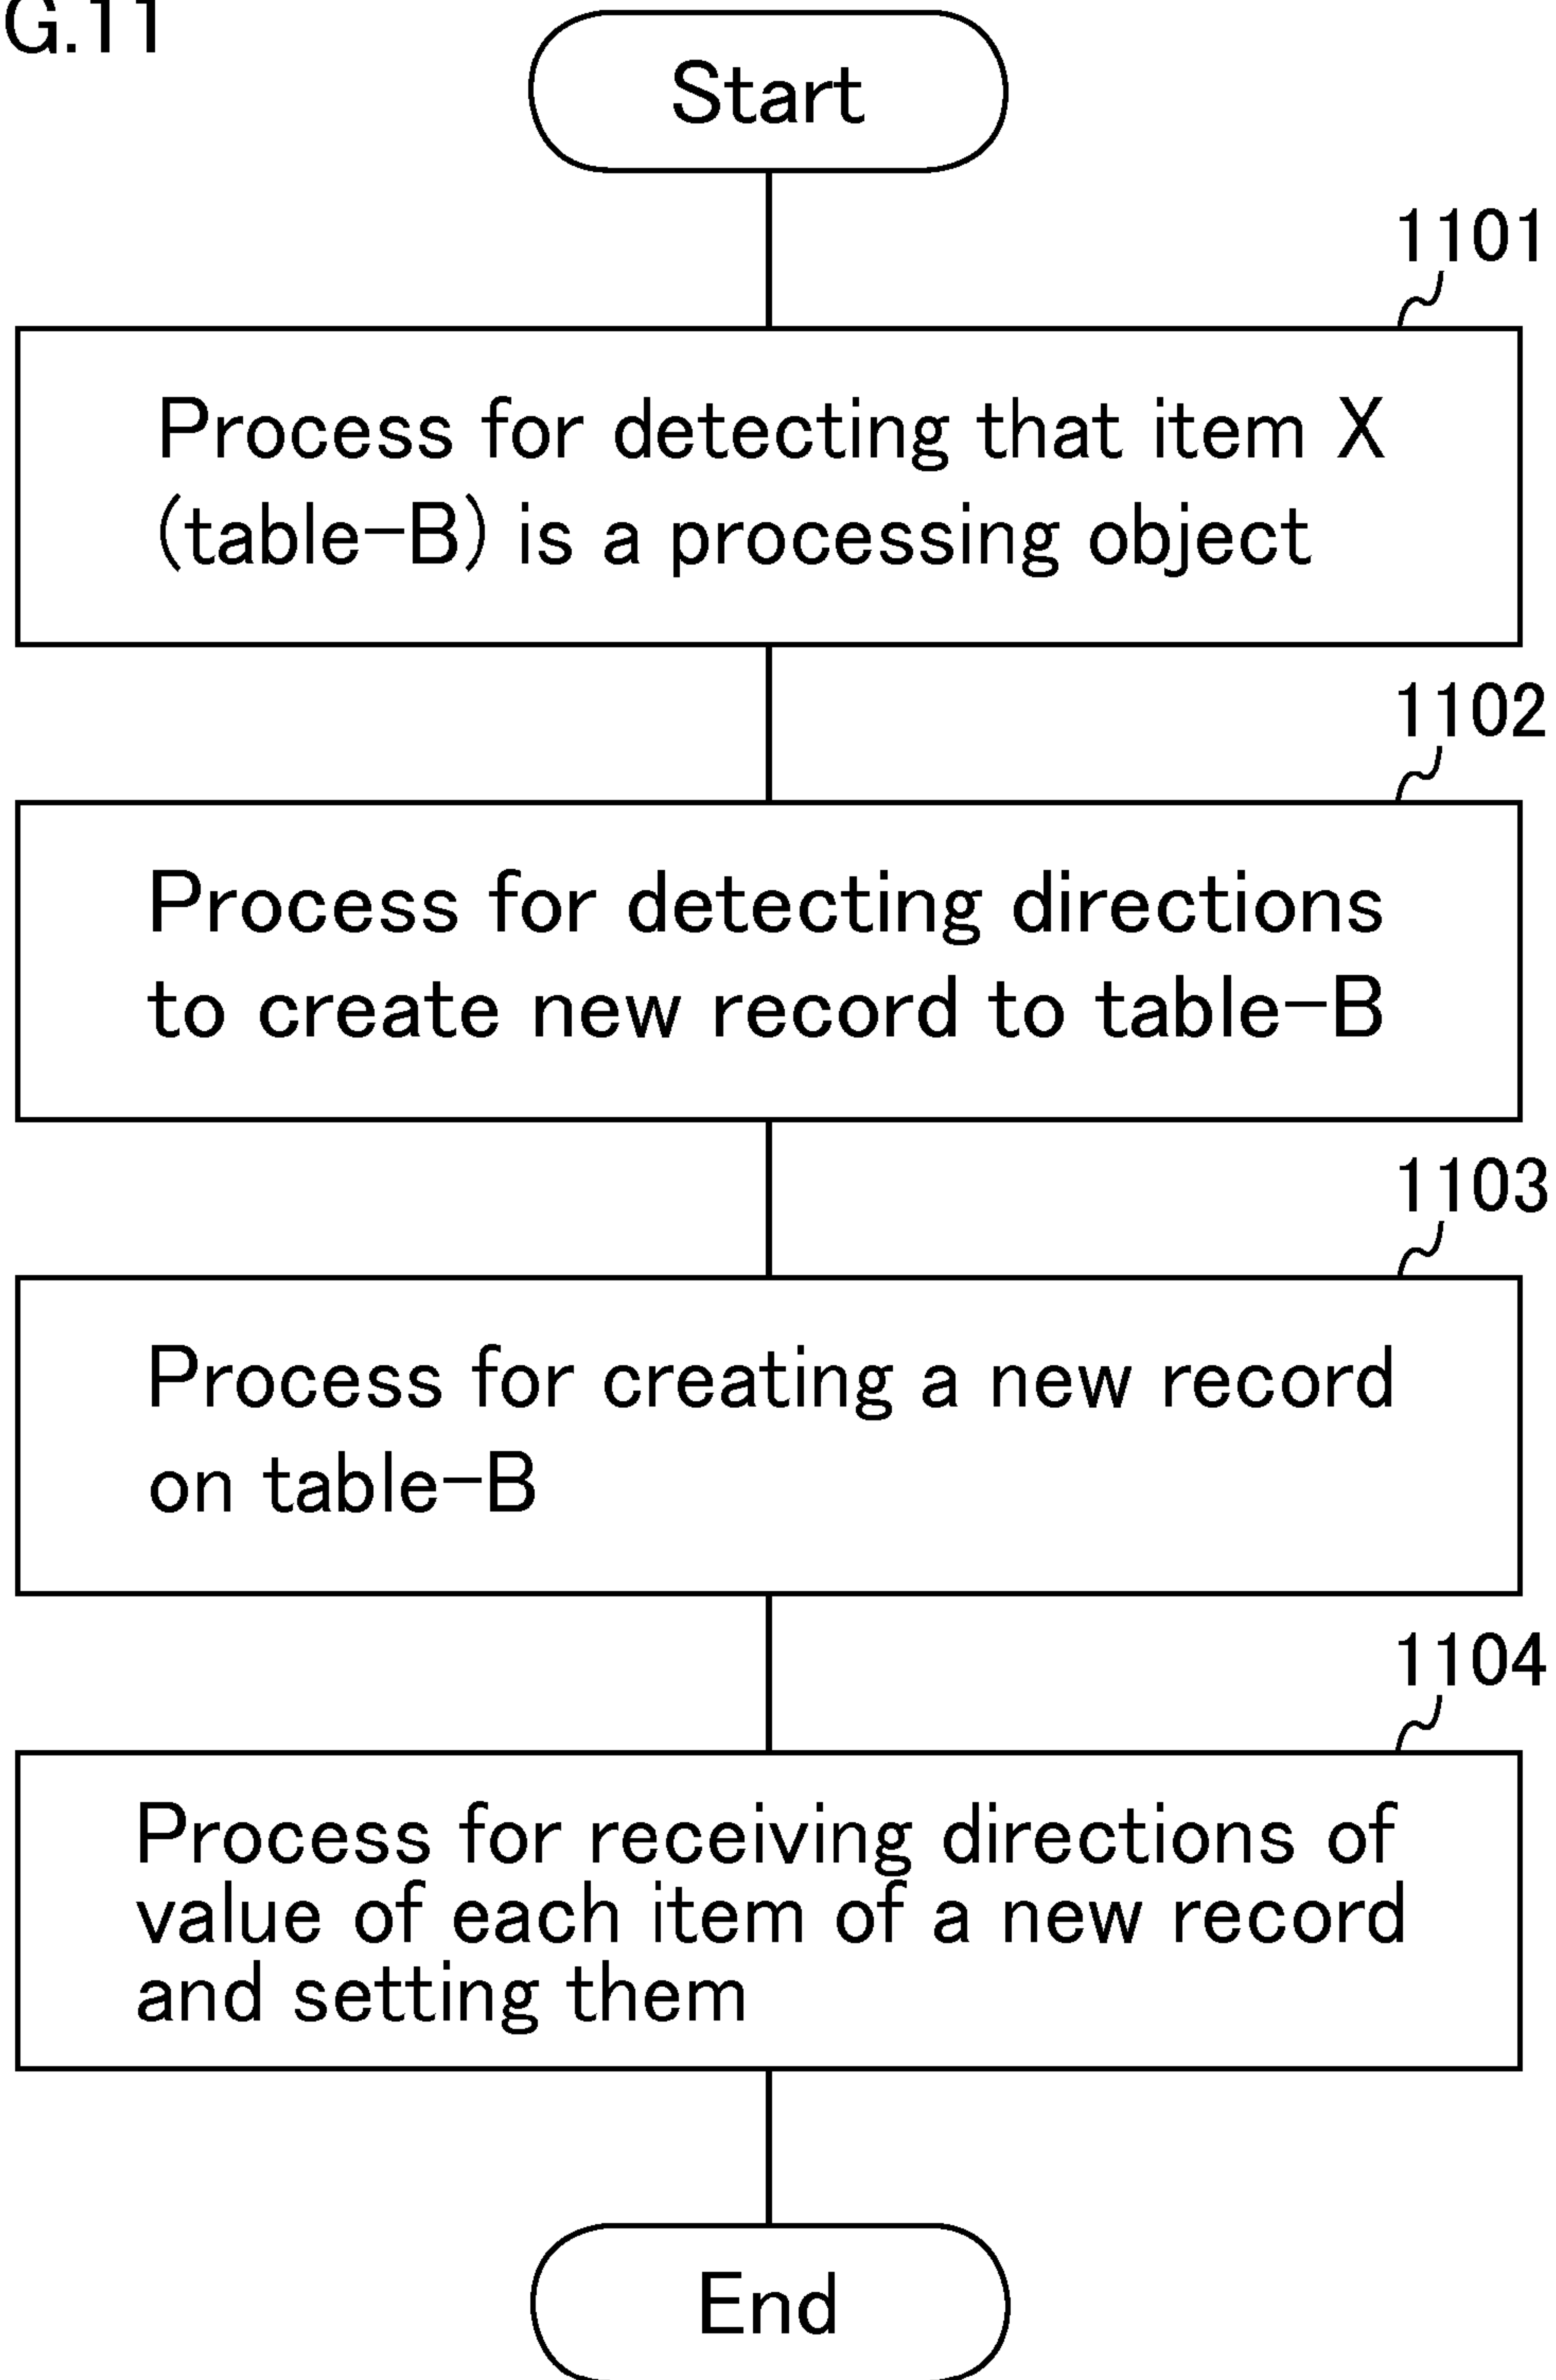 G.11
Start
1101
Process for detecting that item X
(table-B) is a processing object
1102
Process for detecting directions
to create new record to table-B
1103
Process for creating a new record
on table-B
1104
Process for receiving directions of
value of each item of a new record
and setting them
End